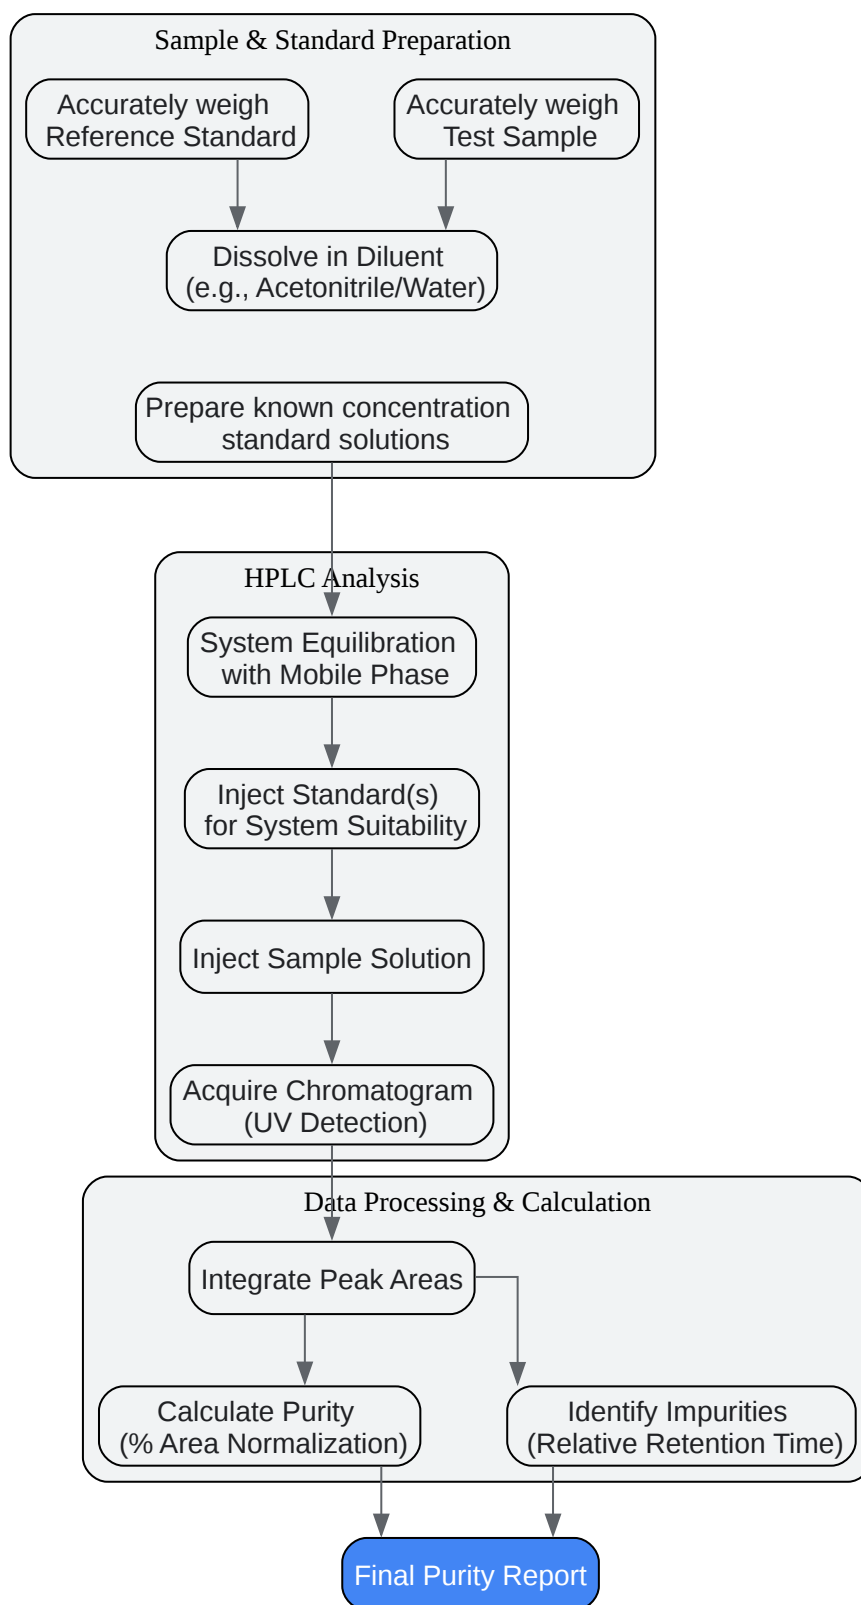 Sample & Standard Preparation
Accurately weigh
Reference Standard
Accurately weigh
Test Sample
Dissolve in Diluent
(e.g., Acetonitrile/Water)
Prepare known concentration
standard solutions
HPLC Analysis
System Equilibration
with Mobile Phase
Inject Standard(s)
for System Suitability
Inject Sample Solution
Acquire Chromatogram
(UV Detection)
Data Processing & Calculation
Integrate Peak Areas
Calculate Purity
(% Area Normalization)
Identify Impurities
(Relative Retention Time)
Final Purity Report